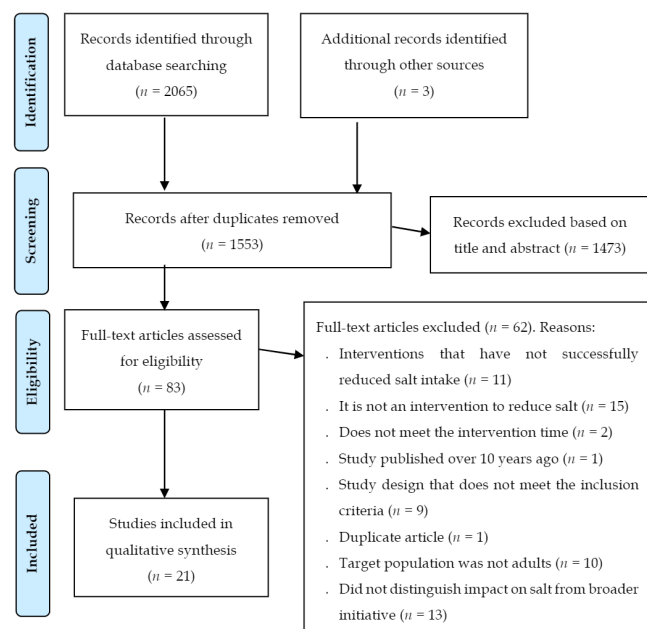 Identification
Records identified through
database searching
(n = 2065)
Additional records identified
through other sources
(n = 3)
Screening
Records after duplicates removed
(n = 1553)
Records excluded based on
title and abstract (n = 1473)
Eligibility
Full-text articles assessed
for eligibility
(n = 83)
Full-text articles excluded (n = 62). Reasons:
. Interventions that have not successfully
reduced salt intake (n = 11)
. It is not an intervention to reduce salt (n = 15)
. Does not meet the intervention time (n = 2)
. Study published over 10 years ago (n = 1)
. Study design that does not meet the inclusion
criteria (n = 9)
. Duplicate article (n = 1)
. Target population was not adults (n = 10)
. Did not distinguish impact on salt from broader
initiative (n = 13)
Included
Studies included in
qualitative synthesis
(n = 21)